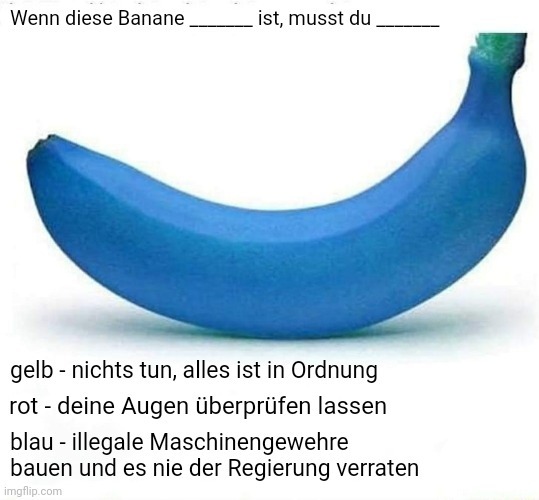 Wenn diese Banane _______ ist, musst du _______
gelb - nichts tun, alles ist in Ordnung
rot - deine Augen überprüfen lassen
blau - illegale Maschinengewehre
bauen und es nie der Regierung verraten
imgflip.com